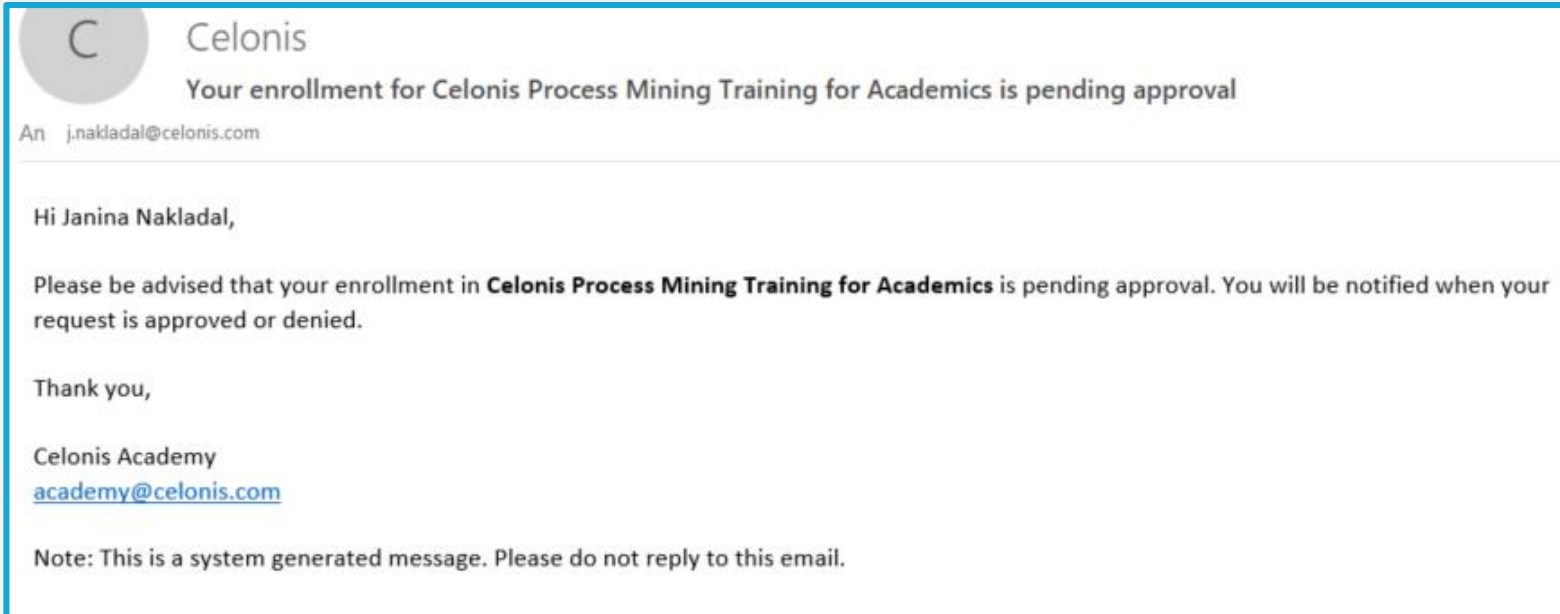 C
Celonis
Your enrollment for Celonis Process Mining Training for Academics is pending approval
An j.nakladal@celonis.com
Hi Janina Nakladal,
Please be advised that your enrollment in Celonis Process Mining Training for Academics is pending approval. You will be notified when your
request is approved or denied.
Thank you,
Celonis Academy
academy@celonis.com
Note: This is a system generated message. Please do not reply to this email.